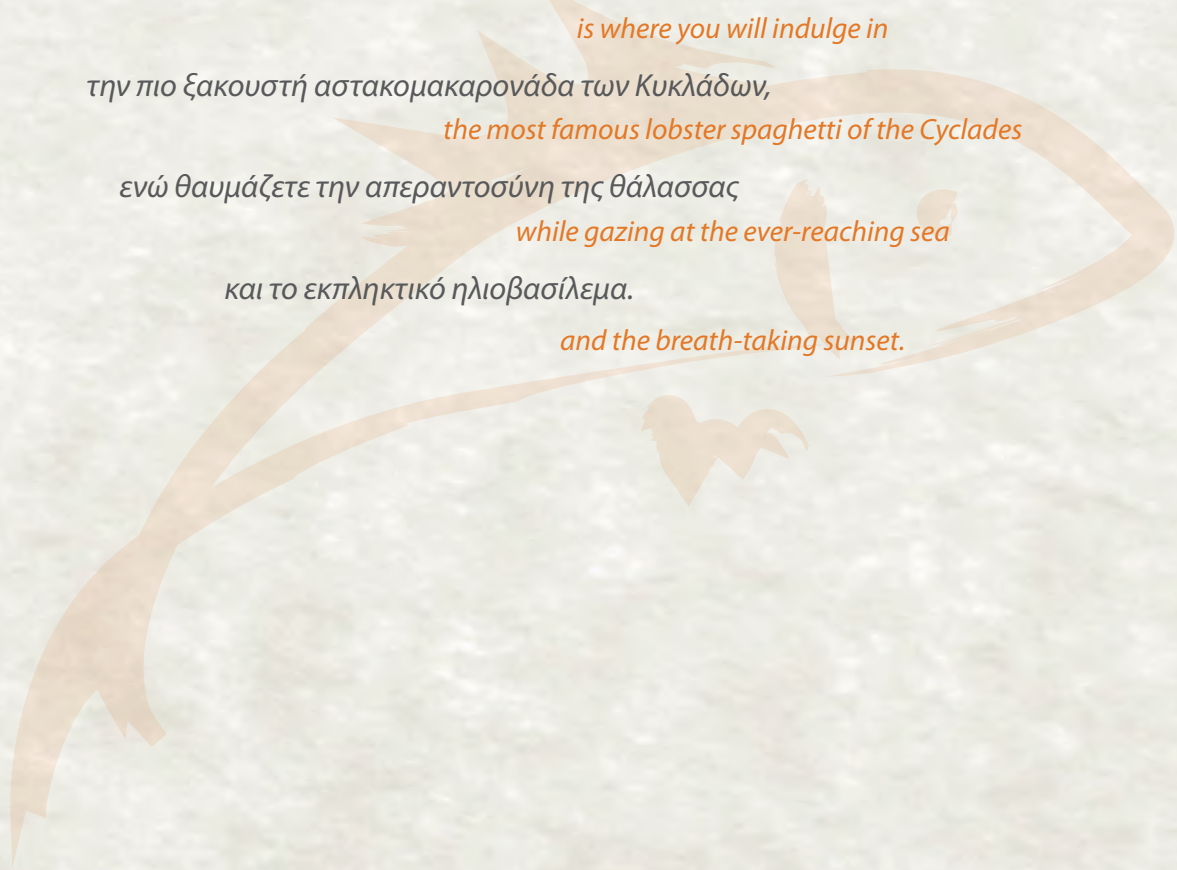 is where you will indulge in
την πιο ξακουστή αστακομακαρονάδα των Κυκλάδων,
the most famous lobster spaghetti of the Cyclades
ενώ θαυμάζετε την απεραντοσύνη της θάλασσας
while gazing at the ever-reaching sea
και το εκπληκτικό ηλιοβασίλεμα.
and the breath-taking sunset.